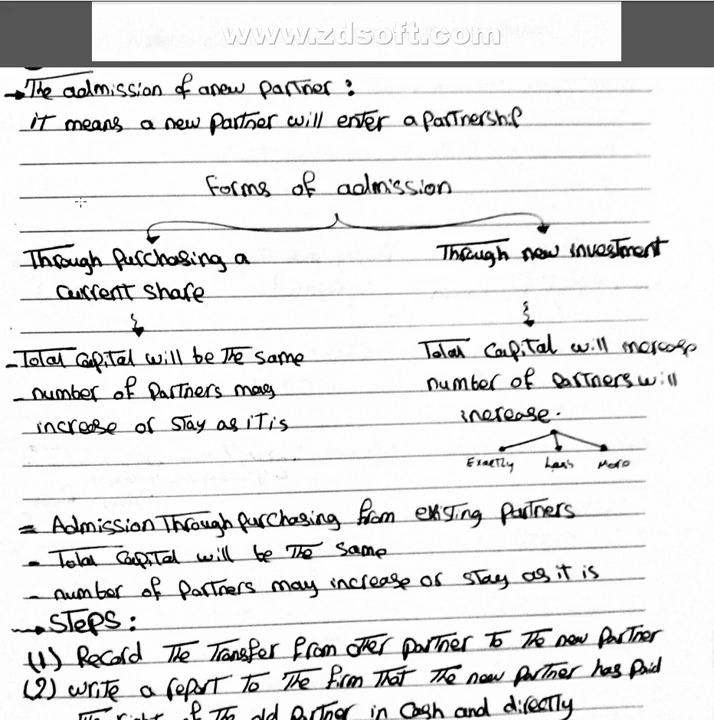 www.zdsoft.com
The admission of anew partner :
it means a new partner will enter a partnership
Forms of admission
Through purchasing a
Through new investment
current share
- Total capital will be the same
Total capital will increase
- number of partners may
number of partners will
increase or stay as it is
increase.
Exactly Less More
= Admission through purchasing from existing partners
- Total capital will be the same
- number of partners may increase or stay as it is
→ Steps :
(1) Record the transfer from other partner to the new partner
(2) write a report to the firm that the new partner has paid
the right of the old partner in cash and directly